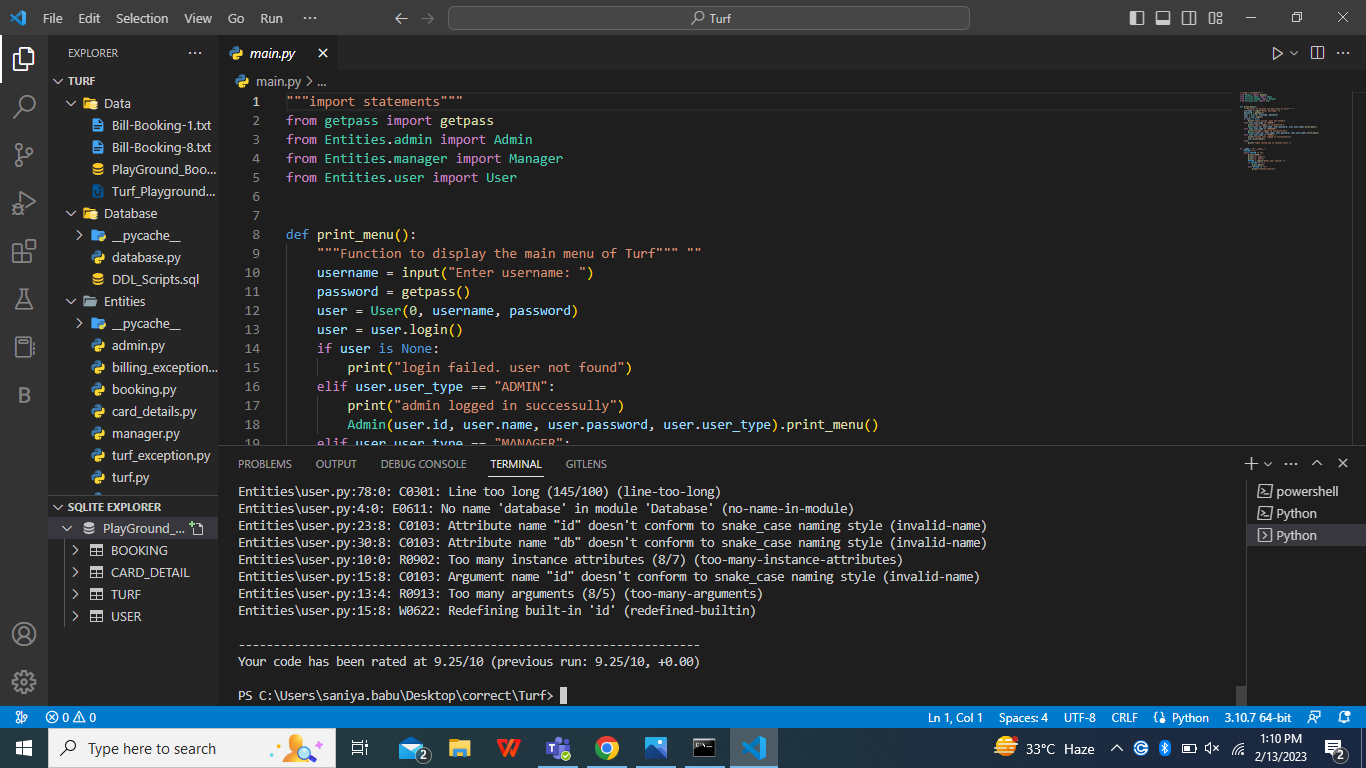 File Edit Selection View Go Run ··· Turf
EXPLORER ···
TURF
Data
Bill-Booking-1.txt
Bill-Booking-8.txt
PlayGround_Boo...
Turf_Playground...
Database
__pycache__
database.py
DDL_Scripts.sql
Entities
__pycache__
admin.py
billing_exception...
booking.py
card_details.py
manager.py
turf_exception.py
turf.py
SQLITE EXPLORER
PlayGround_...
BOOKING
CARD_DETAIL
TURF
USER
main.py
main.py > ...
1 """import statements"""
2 from getpass import getpass
3 from Entities.admin import Admin
4 from Entities.manager import Manager
5 from Entities.user import User
6
7
8 def print_menu():
9 """Function to display the main menu of Turf""" ""
10 username = input("Enter username: ")
11 password = getpass()
12 user = User(0, username, password)
13 user = user.login()
14 if user is None:
15 print("login failed. user not found")
16 elif user.user_type == "ADMIN":
17 print("admin logged in successully")
18 Admin(user.id, user.name, user.password, user.user_type).print_menu()
19 elif user.user_type == "MANAGER":
PROBLEMS OUTPUT DEBUG CONSOLE TERMINAL GITLENS
Entities\user.py:78:0: C0301: Line too long (145/100) (line-too-long)
Entities\user.py:4:0: E0611: No name 'database' in module 'Database' (no-name-in-module)
Entities\user.py:23:8: C0103: Attribute name "id" doesn't conform to snake_case naming style (invalid-name)
Entities\user.py:30:8: C0103: Attribute name "db" doesn't conform to snake_case naming style (invalid-name)
Entities\user.py:10:0: R0902: Too many instance attributes (8/7) (too-many-instance-attributes)
Entities\user.py:15:8: C0103: Argument name "id" doesn't conform to snake_case naming style (invalid-name)
Entities\user.py:13:4: R0913: Too many arguments (8/5) (too-many-arguments)
Entities\user.py:15:8: W0622: Redefining built-in 'id' (redefined-builtin)
------------------------------------------------------------------
Your code has been rated at 9.25/10 (previous run: 9.25/10, +0.00)
PS C:\Users\saniya.babu\Desktop\correct\Turf>
powershell
Python
Python
0 0 Ln 1, Col 1 Spaces: 4 UTF-8 CRLF Python 3.10.7 64-bit
Type here to search 2 33°C Haze 1:10 PM 2
2/13/2023